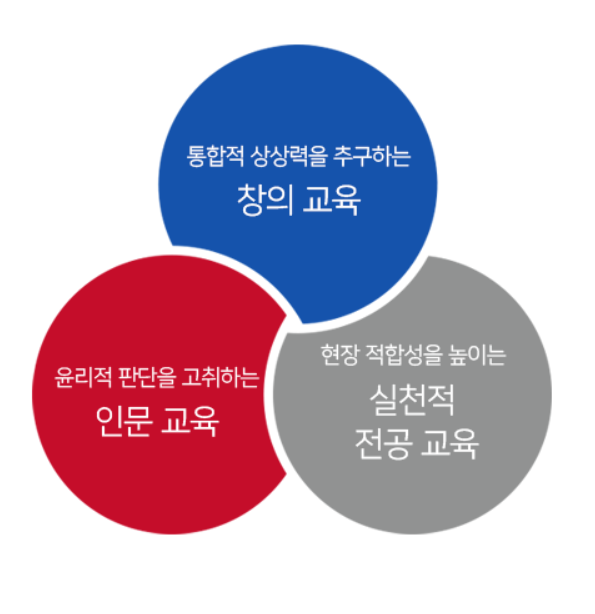 통합적 상상력을 추구하는
창의 교육
윤리적 판단을 고취하는
인문 교육
현장 적합성을 높이는
실천적
전공 교육